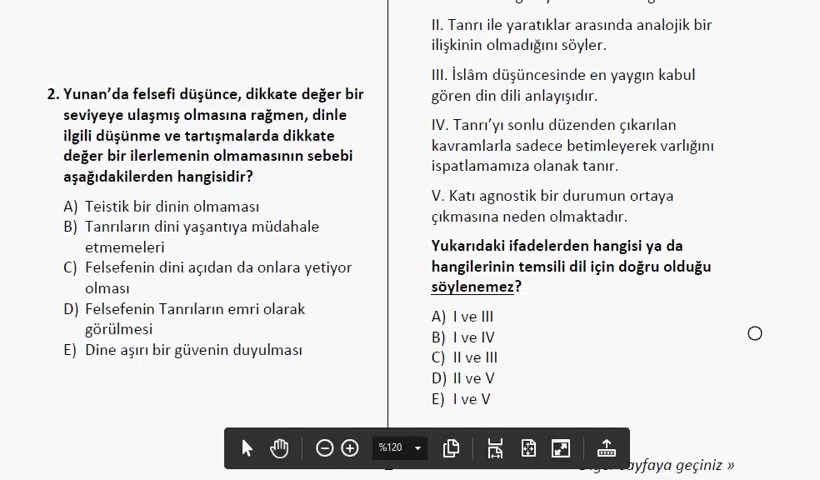 2. Yunan’da felsefi düşünce, dikkate değer bir
seviyeye ulaşmış olmasına rağmen, dinle
ilgili düşünme ve tartışmalarda dikkate
değer bir ilerlemenin olmamasının sebebi
aşağıdakilerden hangisidir?
A) Teistik bir dinin olmaması
B) Tanrıların dini yaşantıya müdahale
etmemeleri
C) Felsefenin dini açıdan da onlara yetiyor
olması
D) Felsefenin Tanrıların emri olarak
görülmesi
E) Dine aşırı bir güvenin duyulması
II. Tanrı ile yaratıklar arasında analojik bir
ilişkinin olmadığını söyler.
III. İslâm düşüncesinde en yaygın kabul
gören din dili anlayışıdır.
IV. Tanrı’yı sonlu düzenden çıkarılan
kavramlarla sadece betimleyerek varlığını
ispatlamamıza olanak tanır.
V. Katı agnostik bir durumun ortaya
çıkmasına neden olmaktadır.
Yukarıdaki ifadelerden hangisi ya da
hangilerinin temsili dil için doğru olduğu
söylenemez?
A) I ve III
B) I ve IV
C) II ve III
D) II ve V
E) I ve V
%120
sayfaya geçiniz »